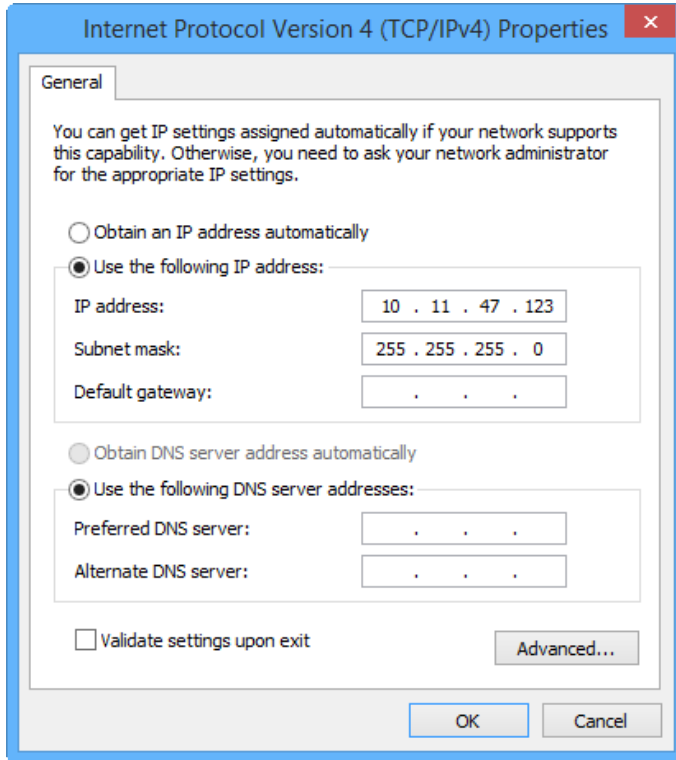 Internet Protocol Version 4 (TCP/IPv4) Properties
General
You can get IP settings assigned automatically if your network supports
this capability. Otherwise, you need to ask your network administrator
for the appropriate IP settings.
Obtain an IP address automatically
Use the following IP address:
IP address: 10 . 11 . 47 . 123
Subnet mask: 255 . 255 . 255 . 0
Default gateway: . . .
Obtain DNS server address automatically
Use the following DNS server addresses:
Preferred DNS server: . . .
Alternate DNS server: . . .
Validate settings upon exit
Advanced...
OK Cancel